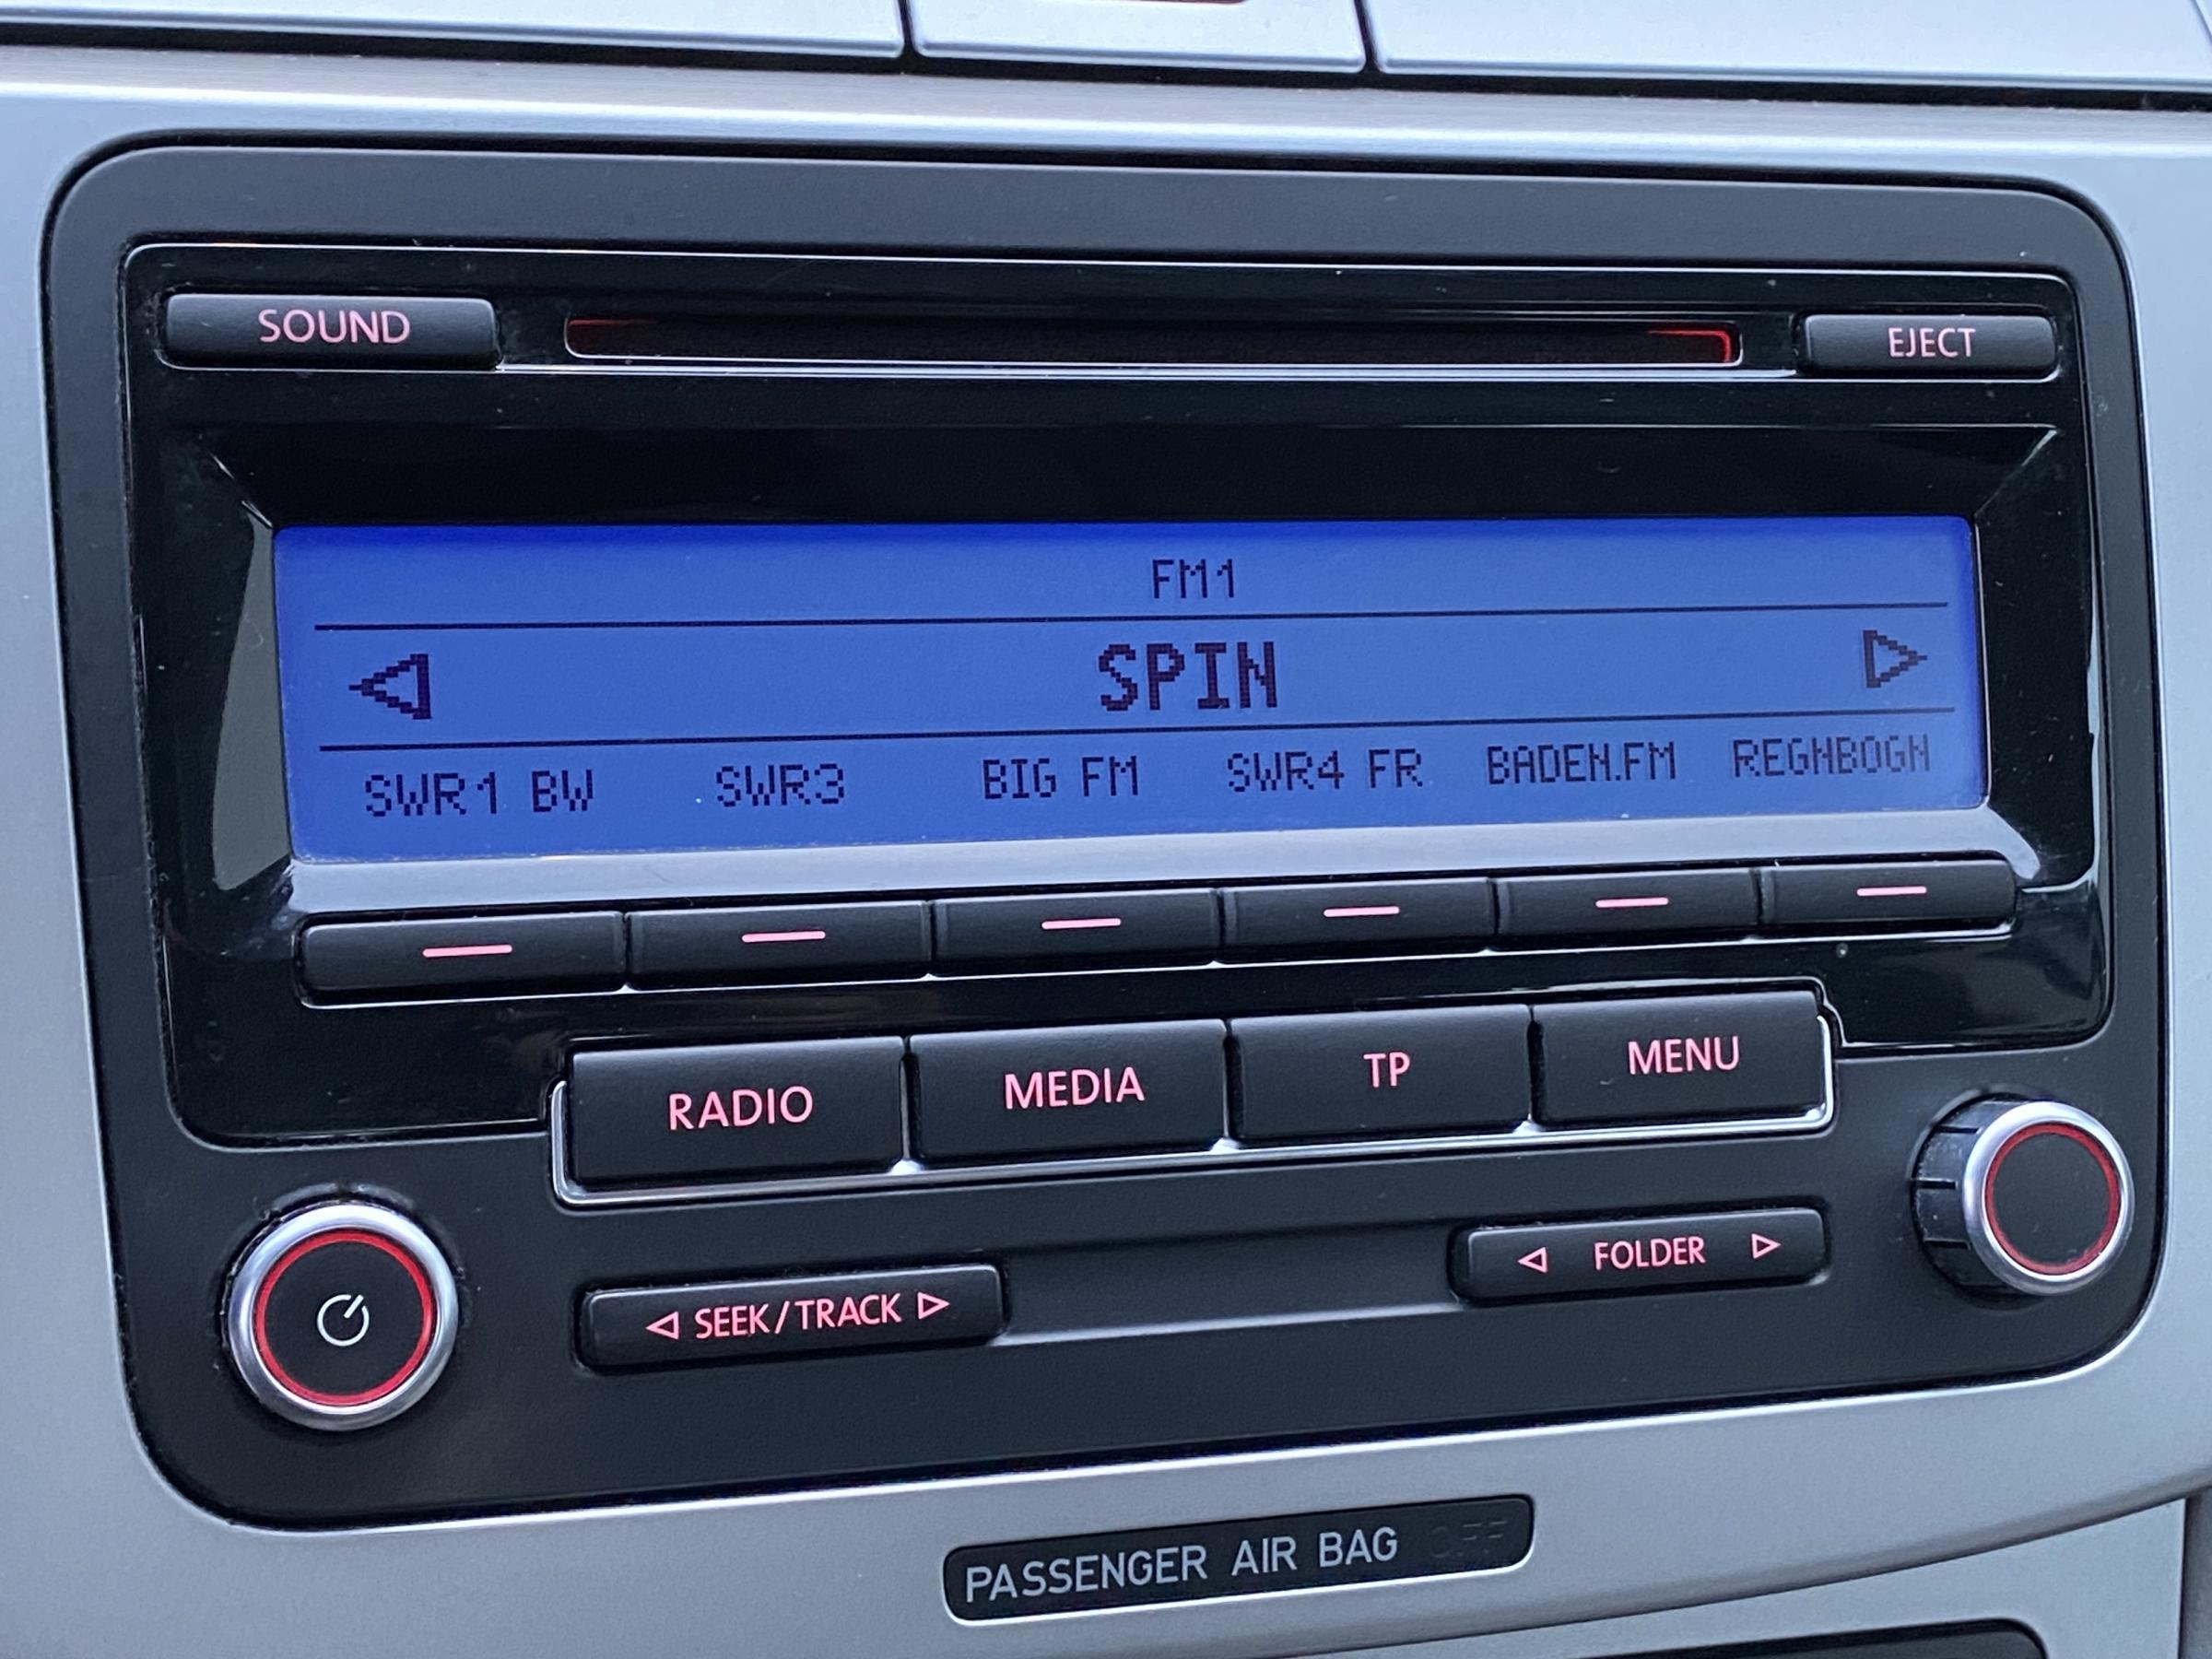 SOUND EJECT
FM1
SPIN
SWR1 BW SWR3 BIG FM SWR4 FR BADEN.FM REGNBOGN
RADIO MEDIA TP MENU
SEEK/TRACK FOLDER
PASSENGER AIR BAG OFF